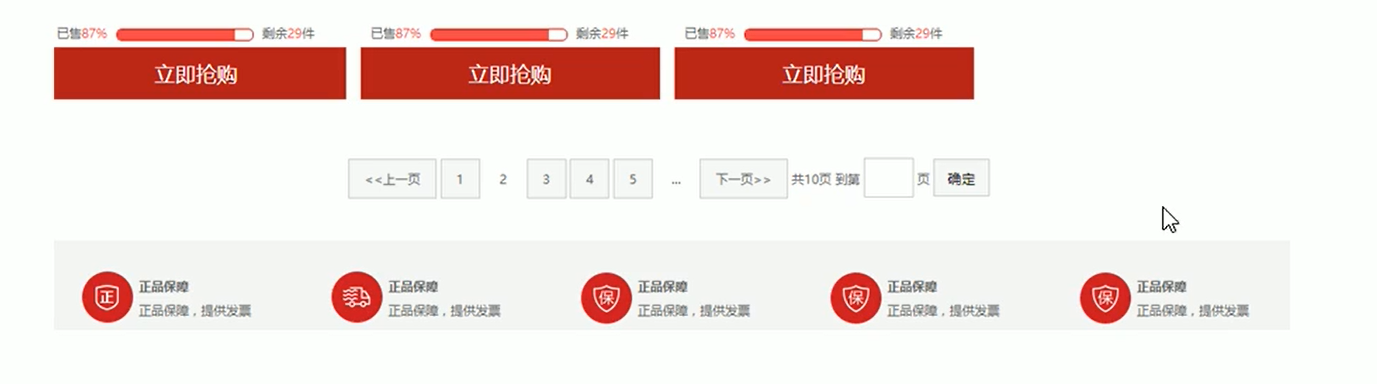 已售87% 剩余29件 已售87% 剩余29件 已售87% 剩余29件
立即抢购 立即抢购 立即抢购
<<上一页 1 2 3 4 5 ... 下一页>> 共10页 到第 页 确定
正品保障 正品保障 正品保障 正品保障 正品保障
正 保 保 保
正品保障，提供发票 正品保障，提供发票 正品保障，提供发票 正品保障，提供发票 正品保障，提供发票